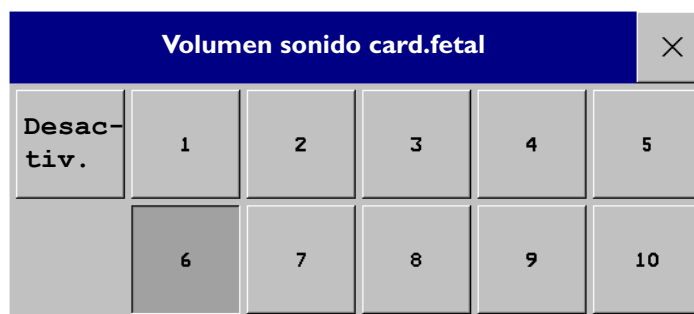 Volumen sonido card.fetal ×
Desac-
tiv.
1 2 3 4 5
6 7 8 9 10